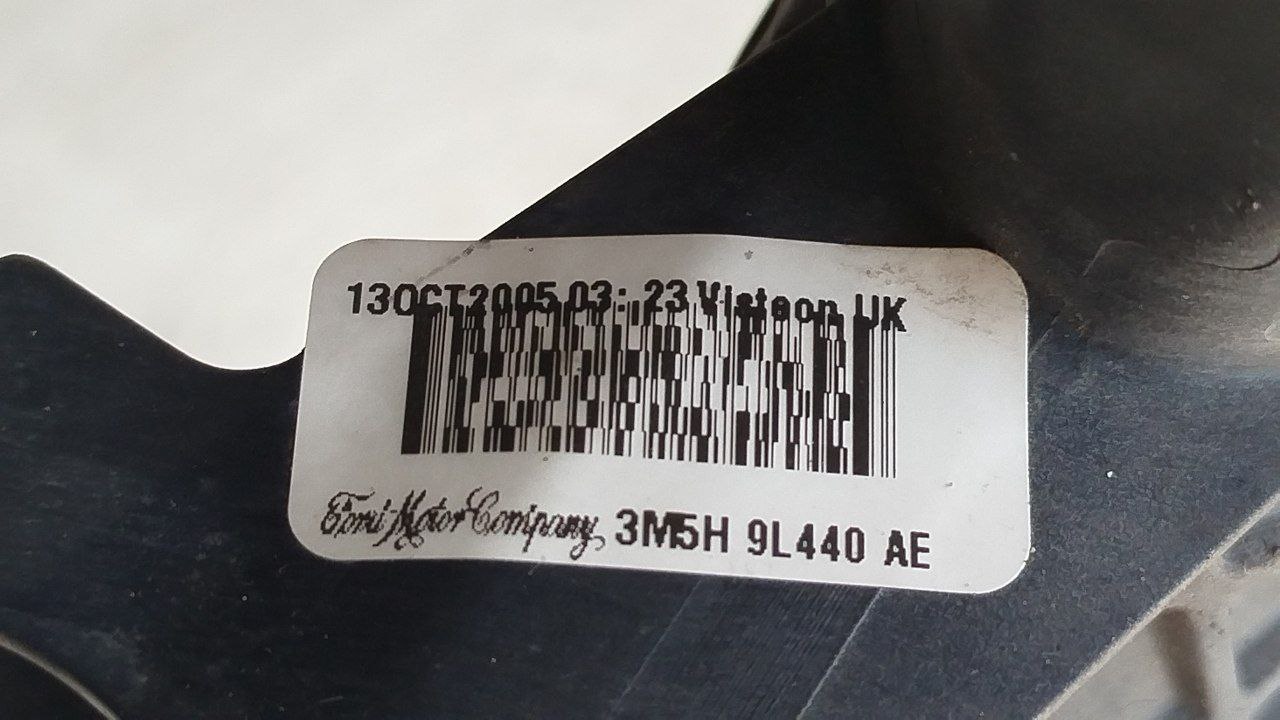 13OCT2005 03:23 Visteon UK
Ford Motor Company 3M5H 9L440 AE